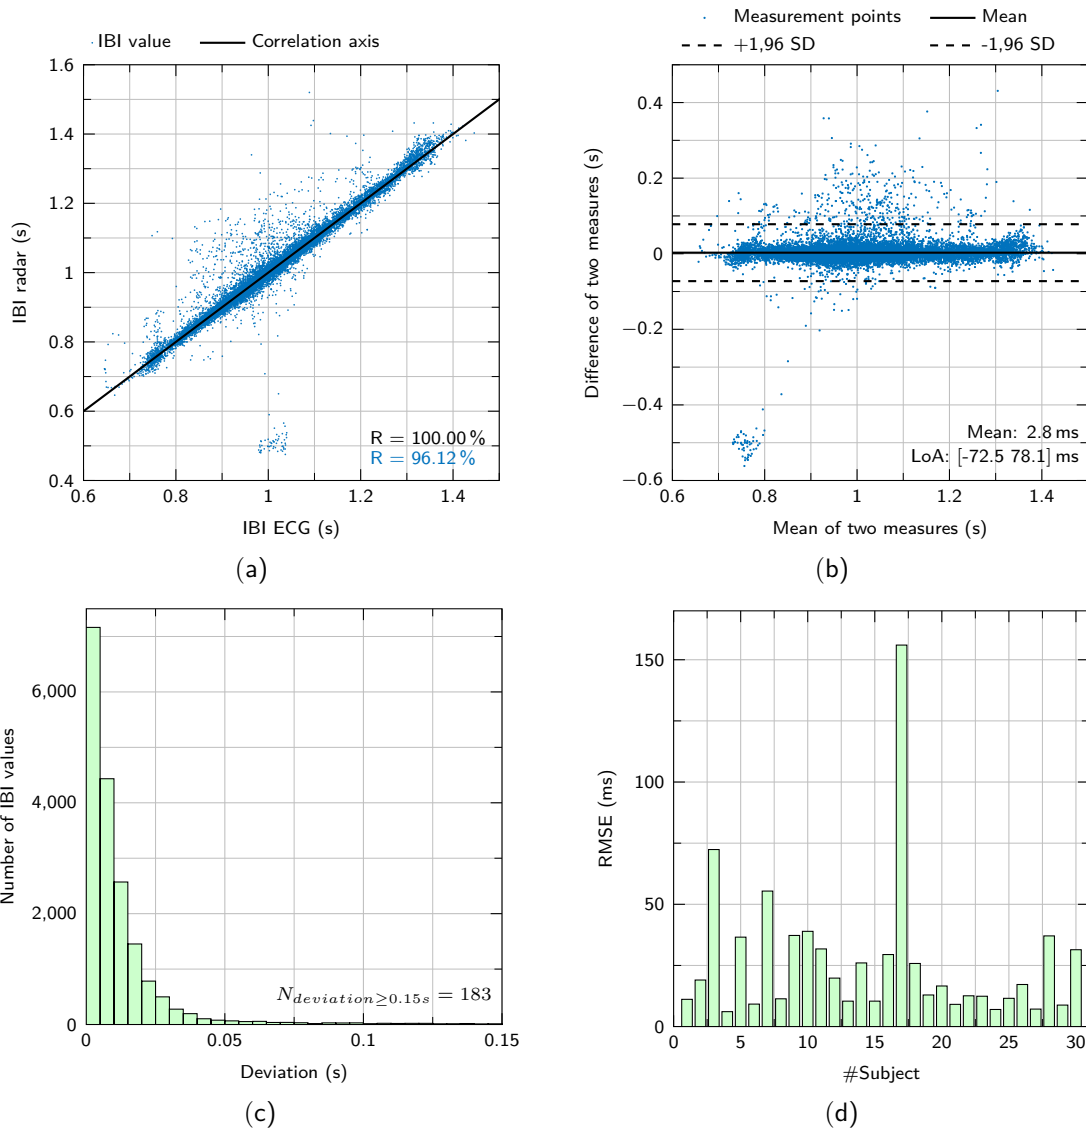 IBI value Correlation axis
1.6
1.4
1.2
1
0.8
0.6
0.4
IBI radar (s)
R = 100.00 %
R = 96.12 %
0.6 0.8 1 1.2 1.4
IBI ECG (s)
(a)
Measurement points Mean
+1,96 SD -1,96 SD
0.4
0.2
0
−0.2
−0.4
−0.6
Difference of two measures (s)
Mean: 2.8 ms
LoA: [-72.5 78.1] ms
0.6 0.8 1 1.2 1.4
Mean of two measures (s)
(b)
6,000
4,000
2,000
0
Number of IBI values
N_{deviation≥0.15s} = 183
0 0.05 0.1 0.15
Deviation (s)
(c)
150
100
50
0
RMSE (ms)
0 5 10 15 20 25 30
#Subject
(d)